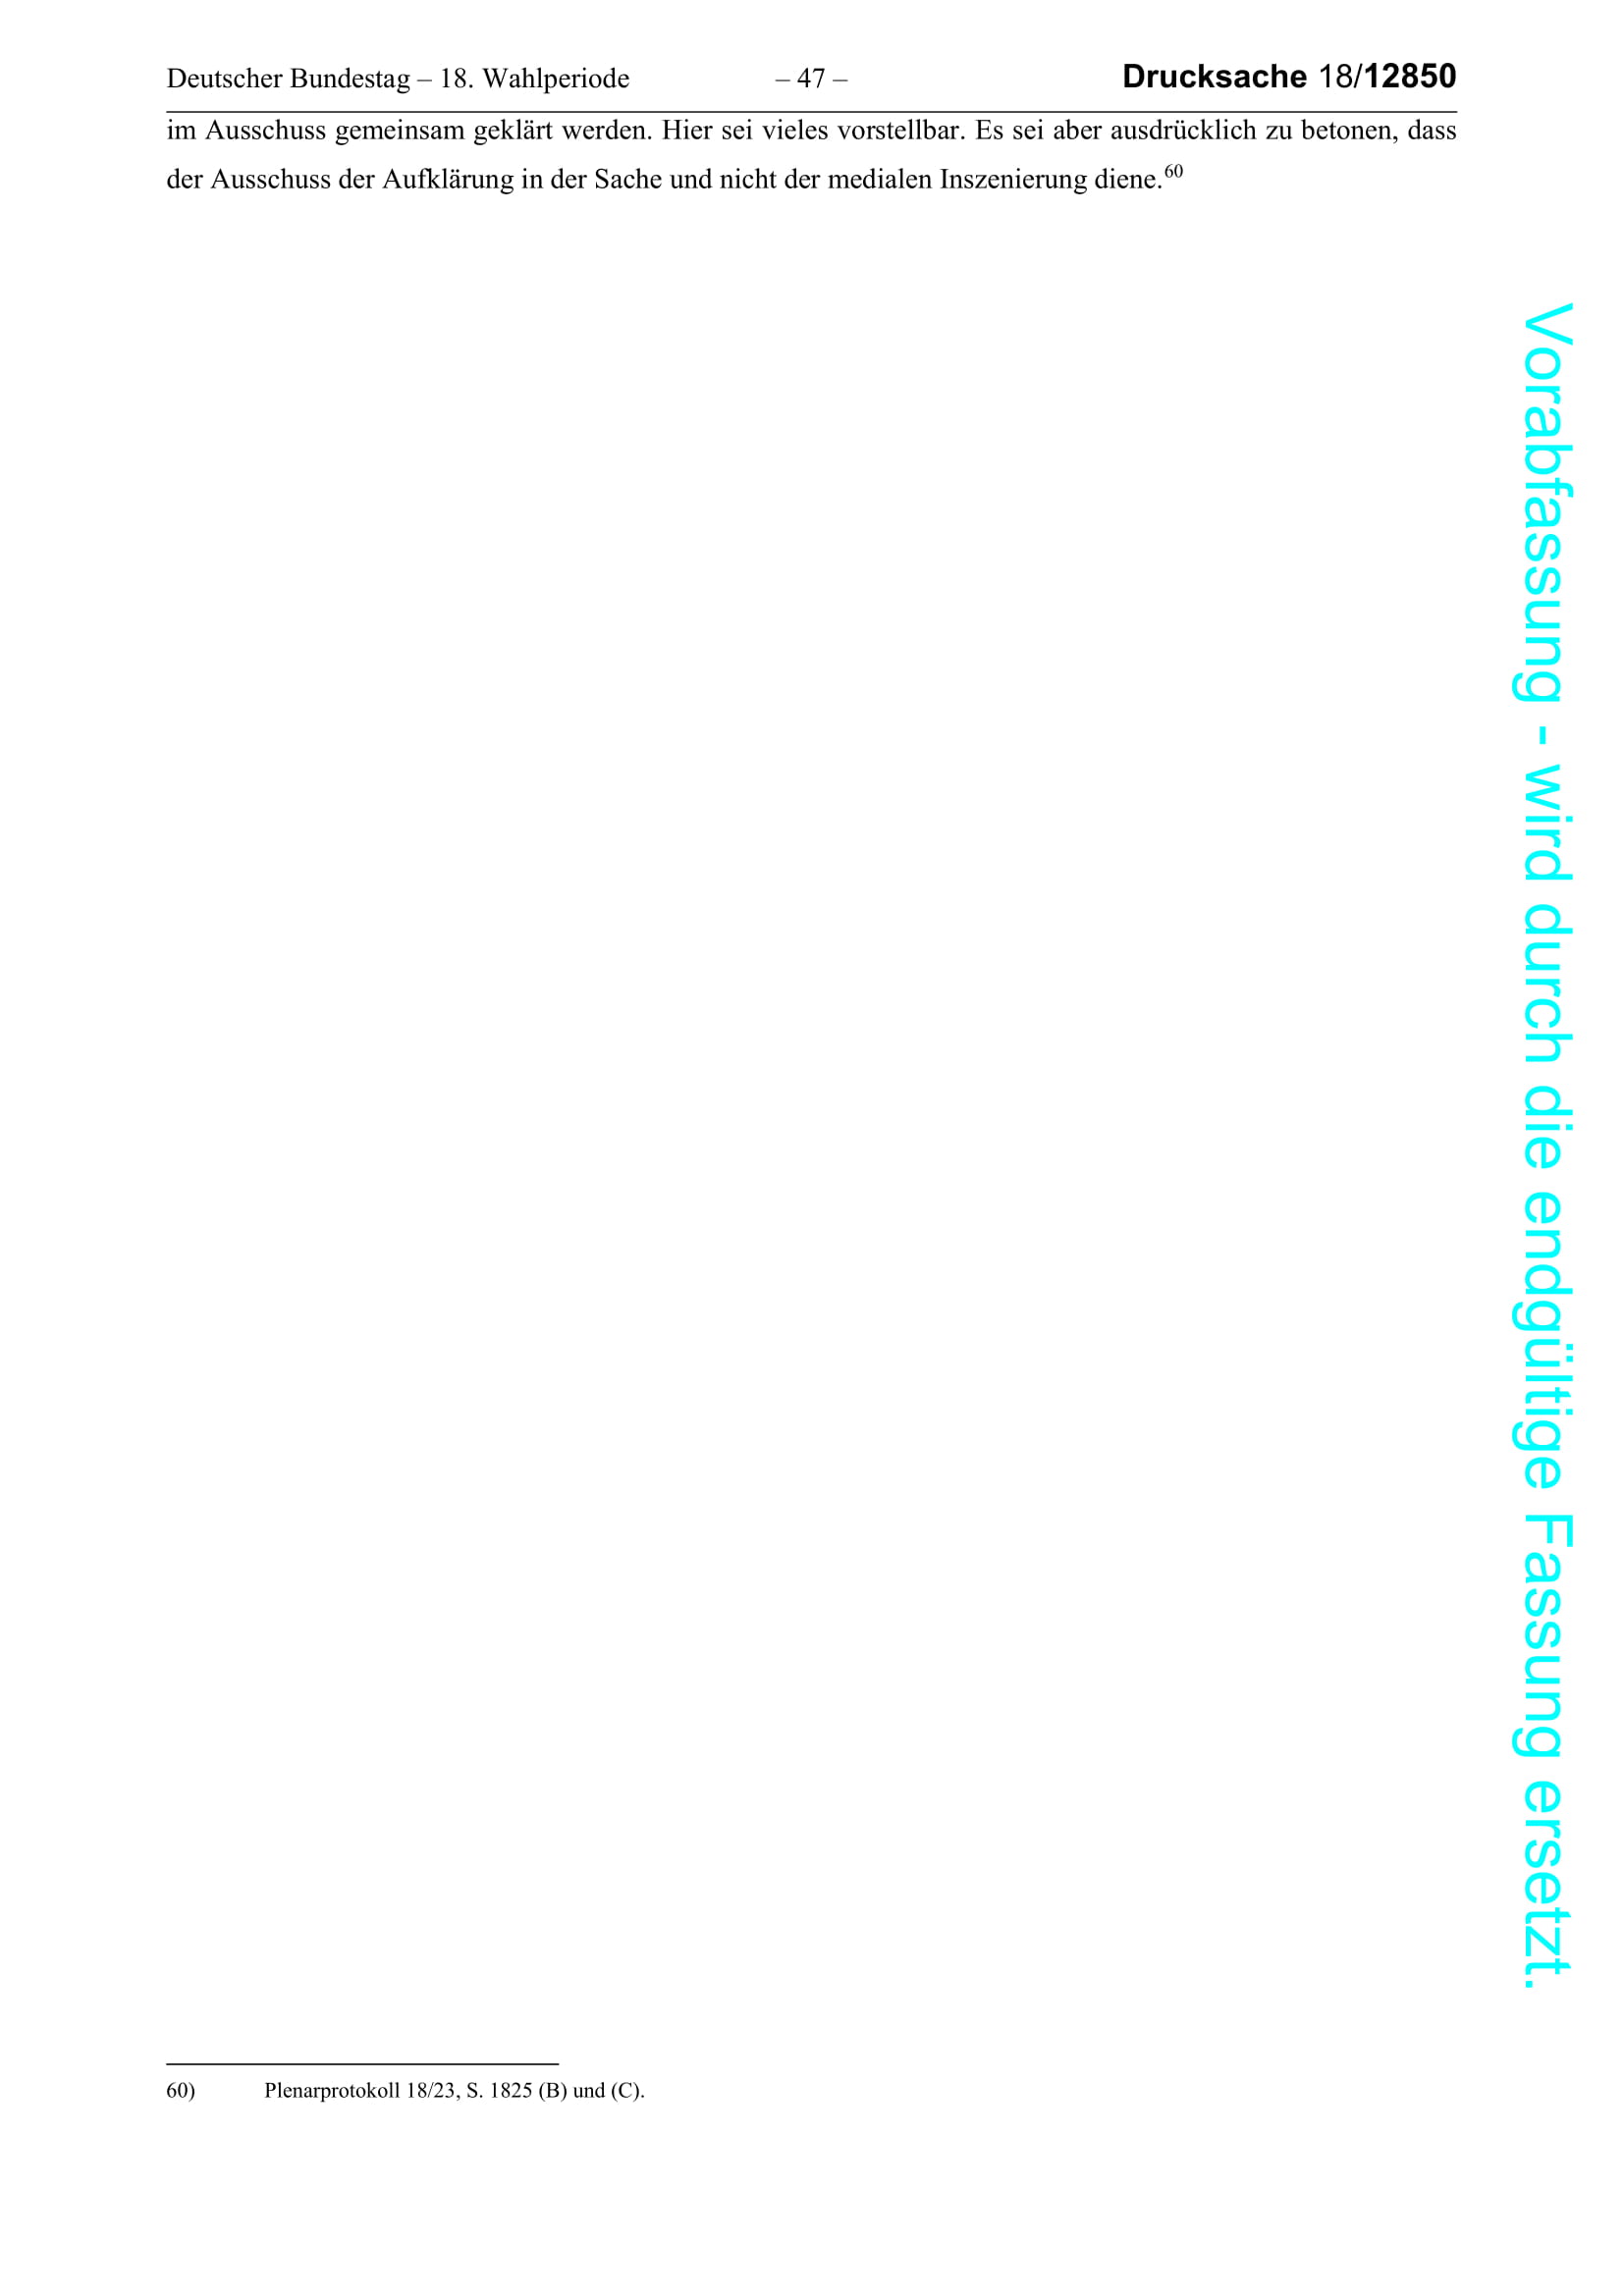 Deutscher Bundestag – 18. Wahlperiode – 47 – Drucksache 18/12850
im Ausschuss gemeinsam geklärt werden. Hier sei vieles vorstellbar. Es sei aber ausdrücklich zu betonen, dass
der Ausschuss der Aufklärung in der Sache und nicht der medialen Inszenierung diene.60
Vorabfassung - wird durch die endgültige Fassung ersetzt.
60) Plenarprotokoll 18/23, S. 1825 (B) und (C).